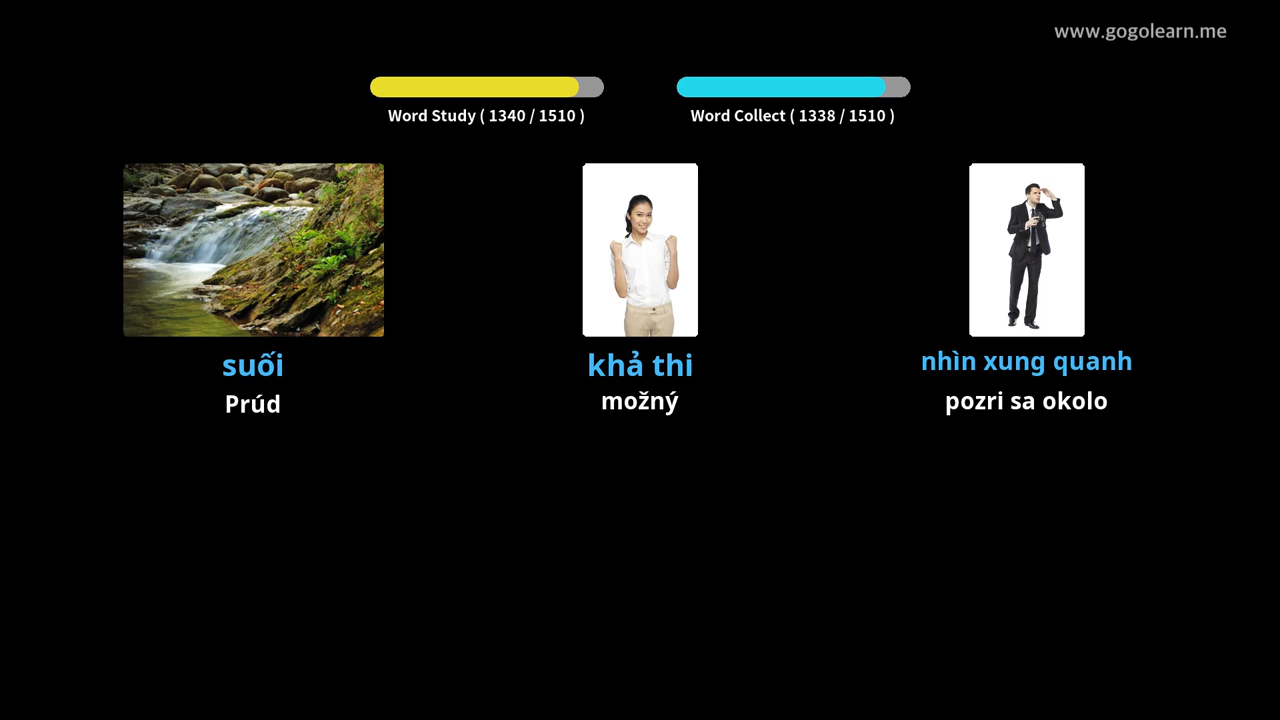 www.gogolearn.me
Word Study ( 1340 / 1510 )
Word Collect ( 1338 / 1510 )
suối
khả thi
nhìn xung quanh
Prúd
možný
pozri sa okolo